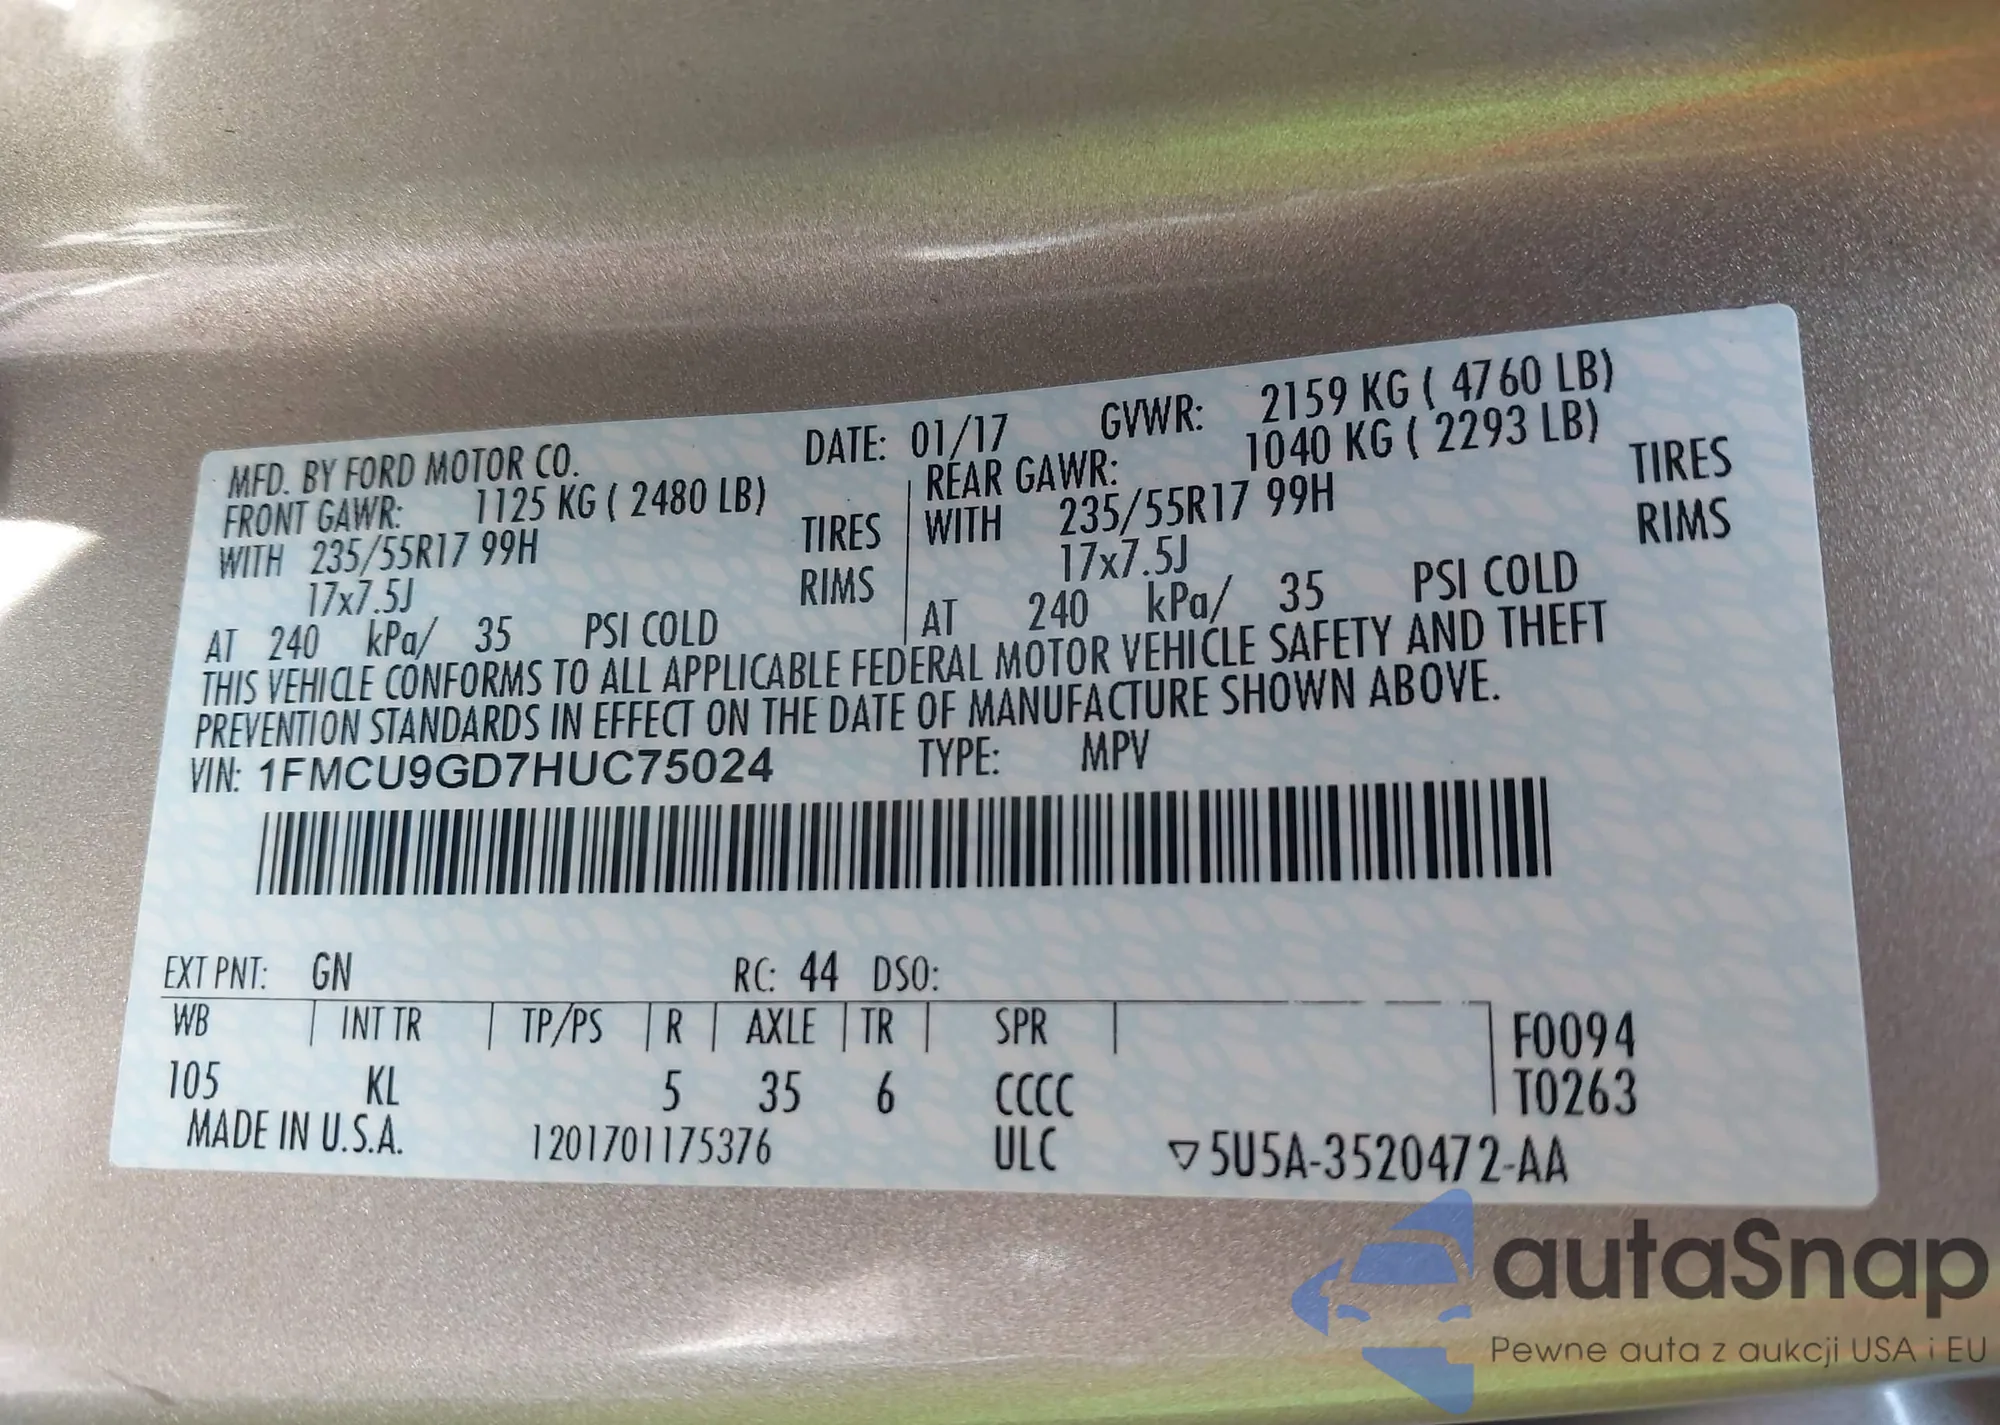 MFD. BY FORD MOTOR CO. DATE: 01/17 GVWR: 2159 KG ( 4760 LB)
FRONT GAWR: 1125 KG ( 2480 LB) REAR GAWR: 1040 KG ( 2293 LB)
WITH 235/55R17 99H TIRES WITH 235/55R17 99H TIRES
17x7.5J RIMS 17x7.5J RIMS
AT 240 kPa/ 35 PSI COLD AT 240 kPa/ 35 PSI COLD
THIS VEHICLE CONFORMS TO ALL APPLICABLE FEDERAL MOTOR VEHICLE SAFETY AND THEFT
PREVENTION STANDARDS IN EFFECT ON THE DATE OF MANUFACTURE SHOWN ABOVE.
VIN: 1FMCU9GD7HUC75024 TYPE: MPV
EXT PNT: GN RC: 44 DSO:
WB INT TR TP/PS R AXLE TR SPR F0094
105 KL 5 35 6 CCCC T0263
MADE IN U.S.A. 1201701175376 ULC ▽5U5A-3520472-AA
autaSnap
Pewne auta z aukcji USA i EU